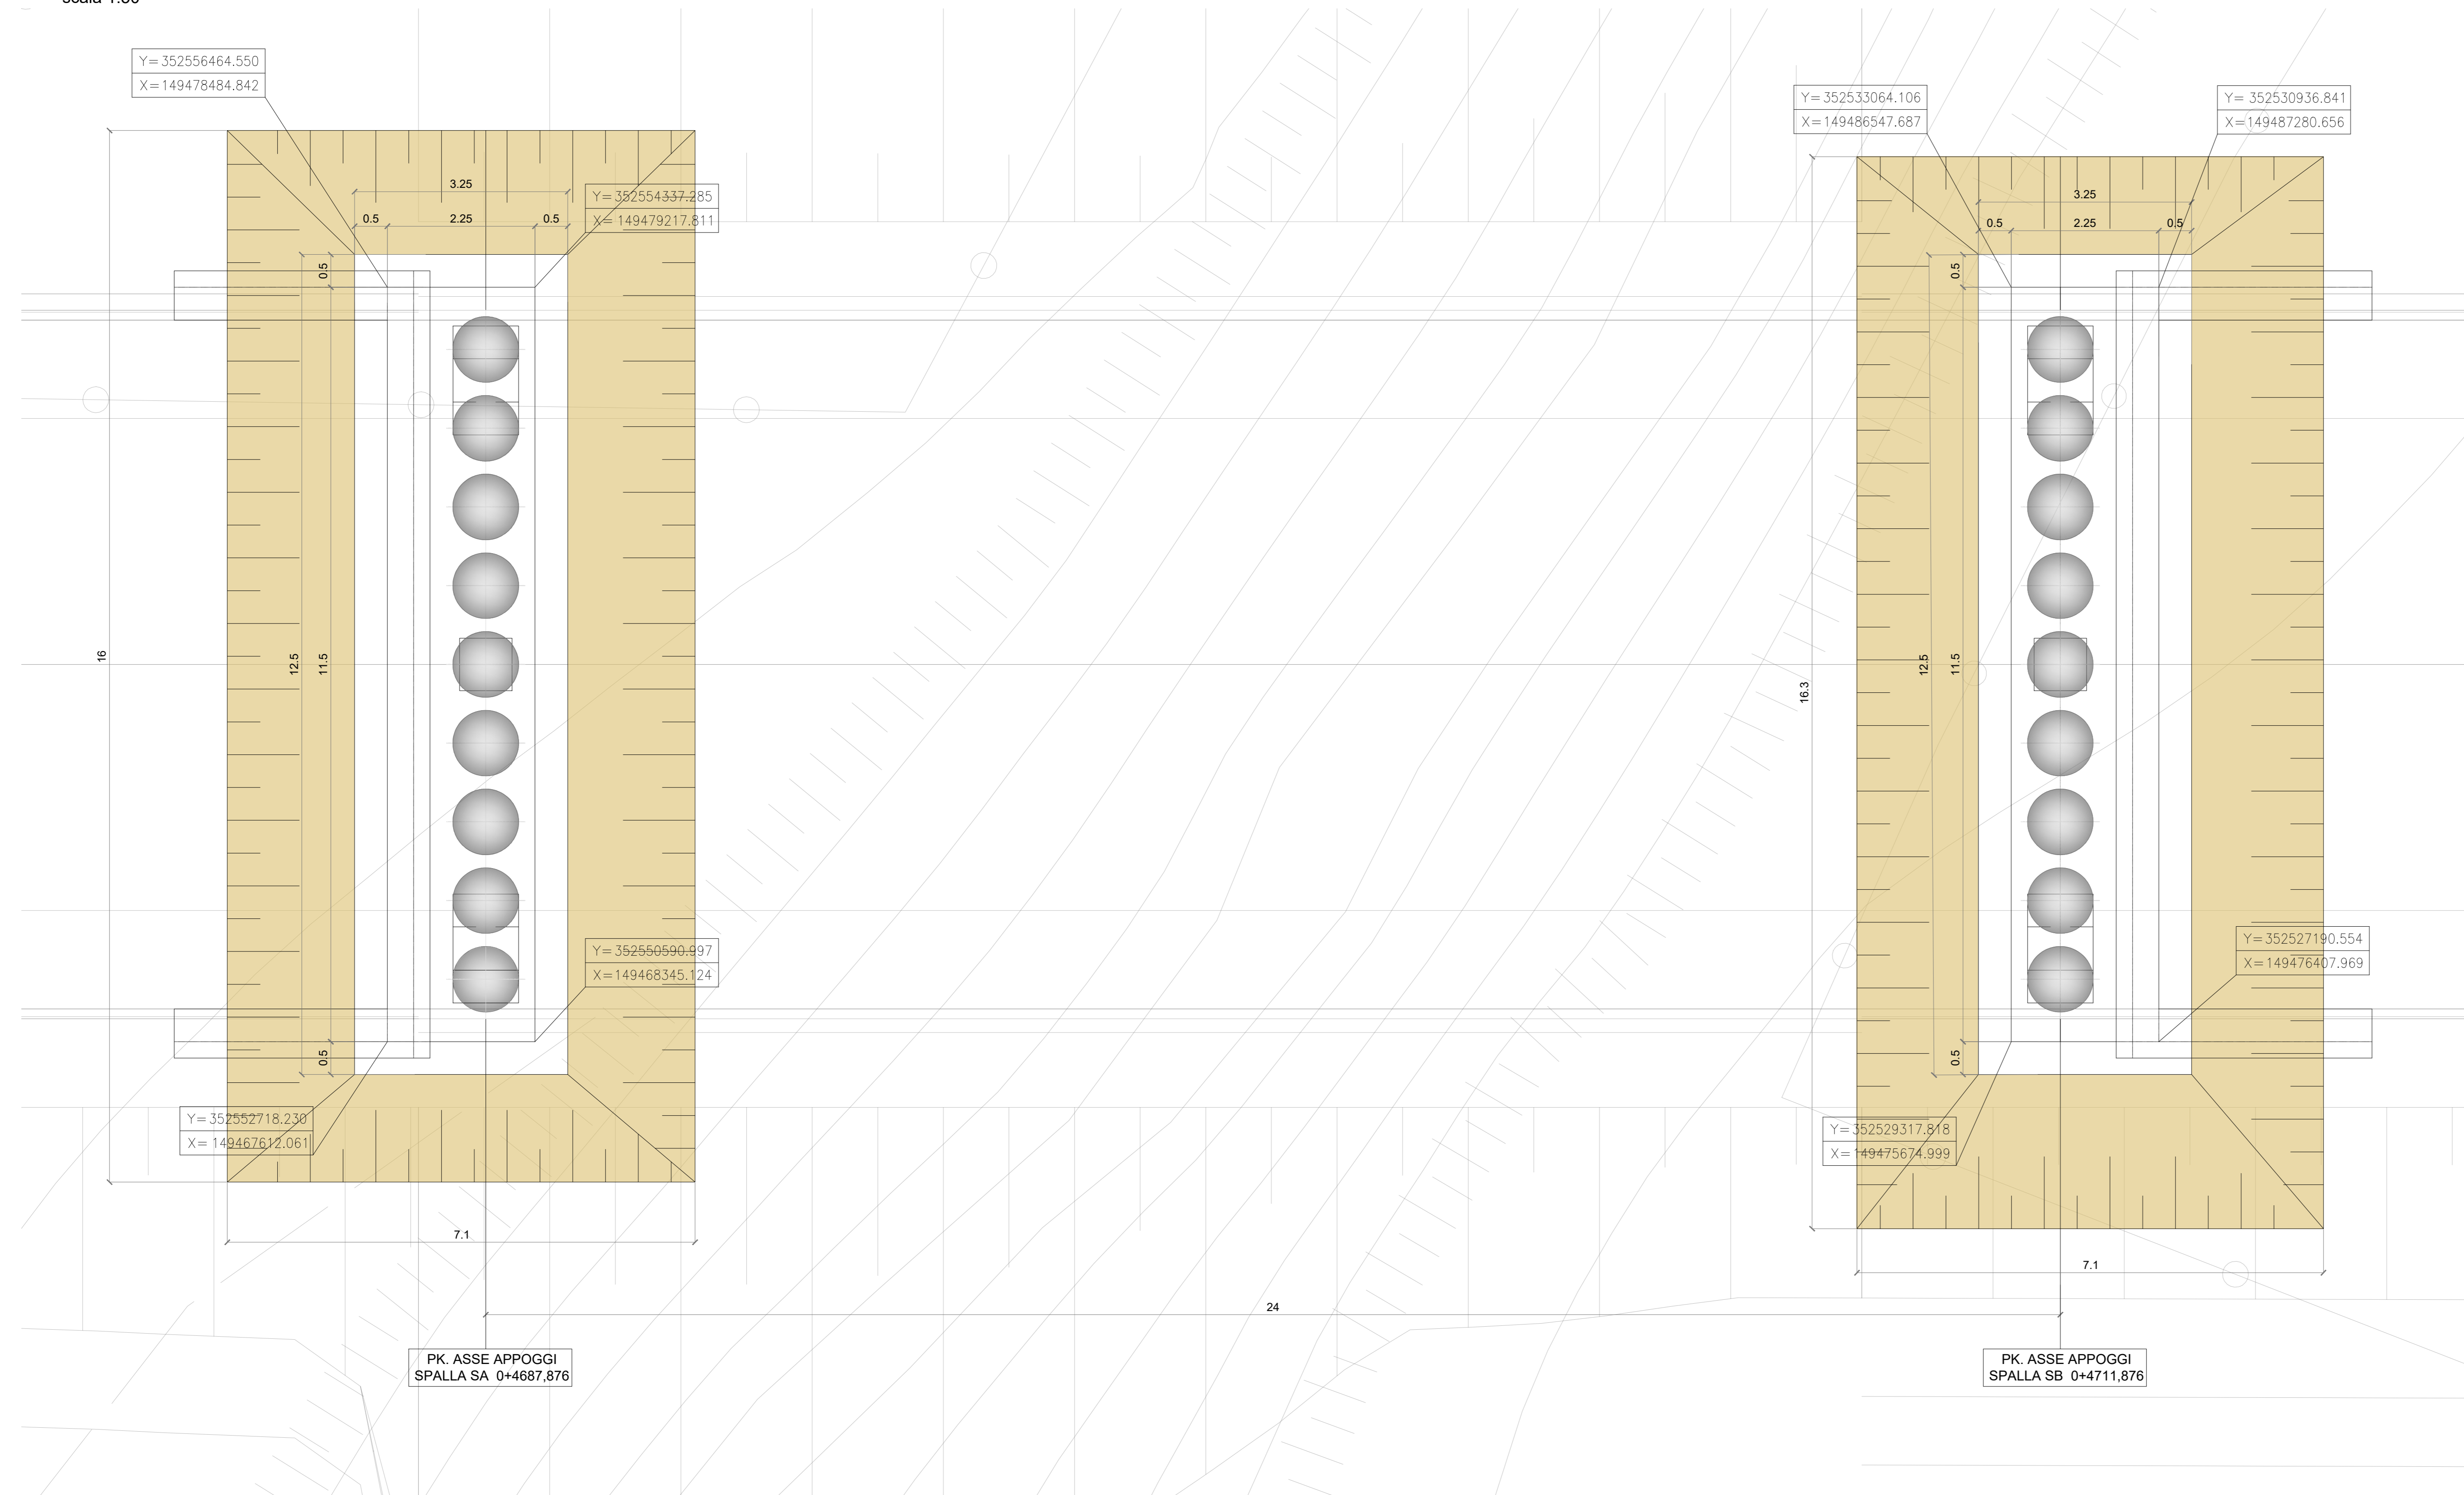 Y=352556464.550
X=149478484.842
Y=352533064.106
X=149486547.687
Y= 352530936.841
X=149487280.656
3.25
0.5
2.25
0.5
Y=352554337.285
X= 149479217.811
3.25
0.5
2.25
0.5
0.5
0.5
16
12.5
11.5
16.3
12.5
11.5
Y=352550590.997
X=149468345.124
Y=352527190.554
X=149476407.969
0.5
0.5
Y=352552718.230
X= 149467612.061
Y=352529317.818
X=149475674.999
7.1
7.1
24
PK. ASSE APPOGGI
SPALLA SA 0+4687,876
PK. ASSE APPOGGI
SPALLA SB 0+4711,876